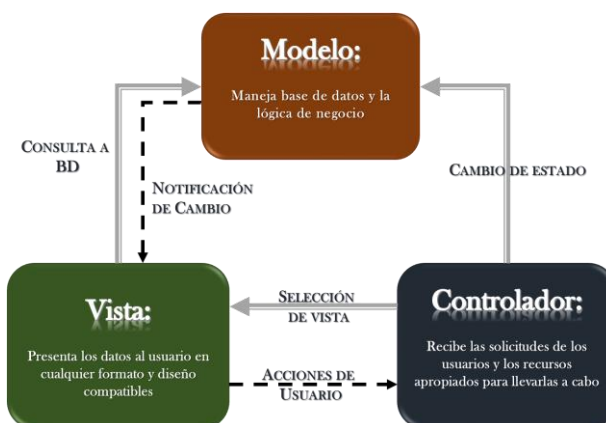 Modelo:
Maneja base de datos y la
lógica de negocio
CONSULTA A
BD
CAMBIO DE ESTADO
NOTIFICACIÓN
DE CAMBIO
Vista:
Presenta los datos al usuario en
cualquier formato y diseño
compatibles
SELECCIÓN
DE VISTA
ACCIONES DE
USUARIO
Controlador:
Recibe las solicitudes de los
usuarios y los recursos
apropiados para llevarlas a cabo